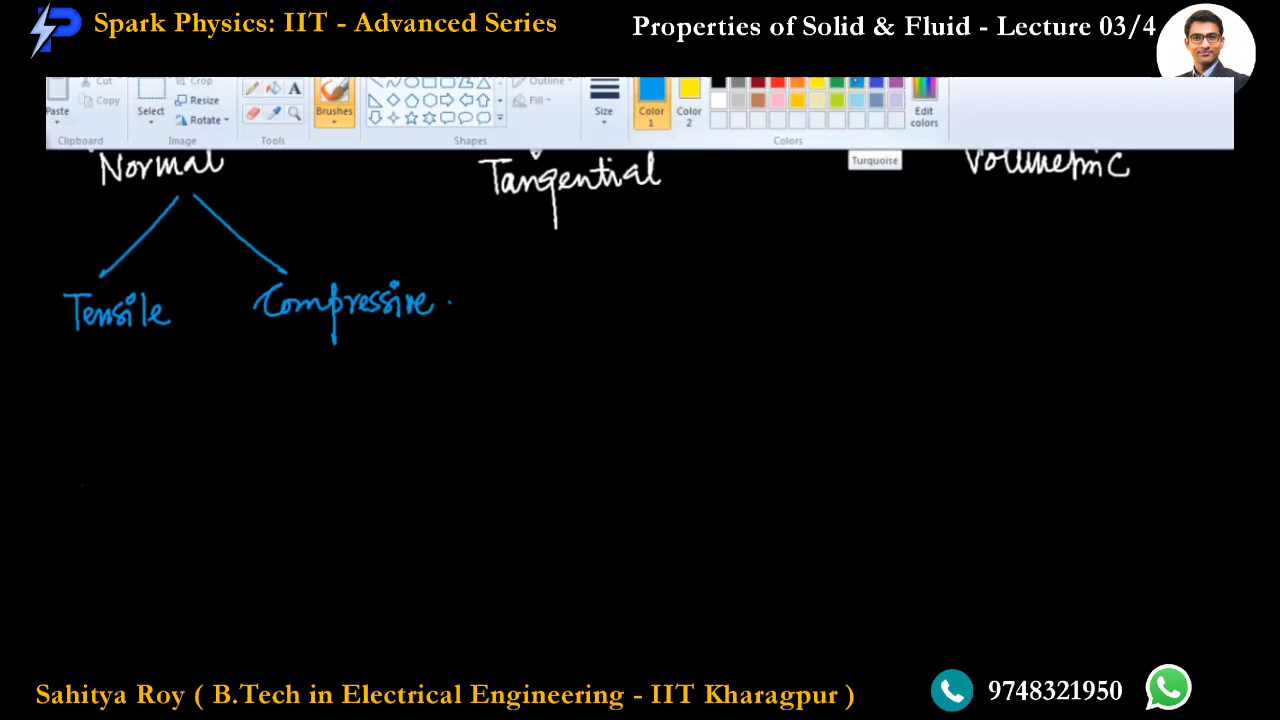 Spark Physics: IIT - Advanced Series
Properties of Solid & Fluid - Lecture 03/4
Paste
Cut
Copy
Clipboard
Select
Crop
Resize
Rotate
Image
Tools
Brushes
Shapes
Outline
Fill
Size
Color 1
Color 2
Edit colors
Colors
Turquoise
Normal
Tangential
Volumetric
Tensile
Compressive
Sahitya Roy ( B.Tech in Electrical Engineering - IIT Kharagpur )
9748321950